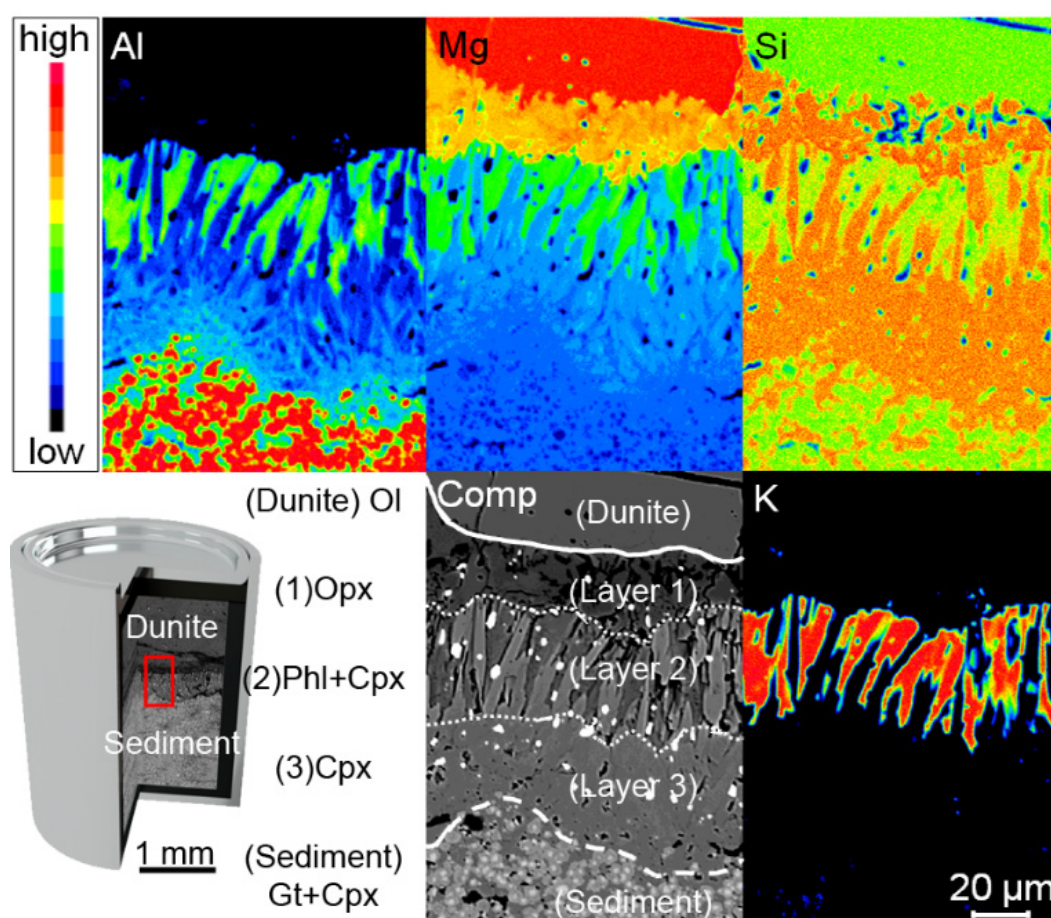 high
low
Al
Mg
Si
(Dunite) Ol
(1)Opx
(2)Phl+Cpx
(3)Cpx
(Sediment)
Gt+Cpx
Dunite
Sediment
1 mm
Comp
(Dunite)
(Layer 1)
(Layer 2)
(Layer 3)
(Sediment)
K
20 µm